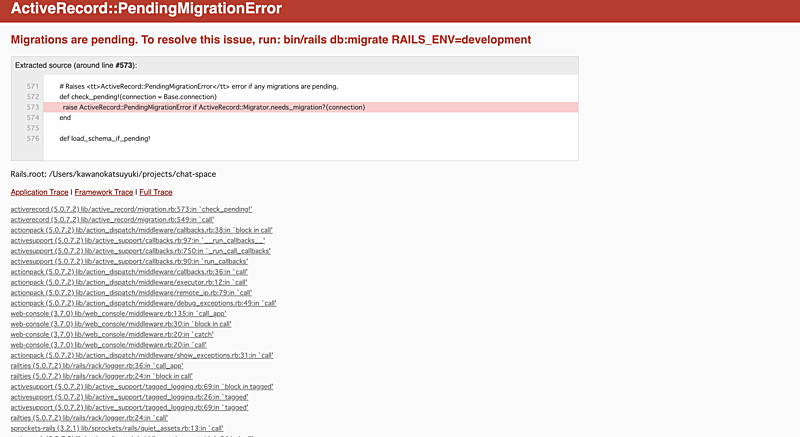 ActiveRecord::PendingMigrationError
Migrations are pending. To resolve this issue, run: bin/rails db:migrate RAILS_ENV=development
Extracted source (around line #573):
571 # Raises <tt>ActiveRecord::PendingMigrationError</tt> error if any migrations are pending.
572 def check_pending!(connection = Base.connection)
573 raise ActiveRecord::PendingMigrationError if ActiveRecord::Migrator.needs_migration?(connection)
574 end
575
576 def load_schema_if_pending!
Rails.root: /Users/kawanokatsuyuki/projects/chat-space
Application Trace | Framework Trace | Full Trace
activerecord (5.0.7.2) lib/active_record/migration.rb:573:in `check_pending!'
activerecord (5.0.7.2) lib/active_record/migration.rb:549:in `call'
actionpack (5.0.7.2) lib/action_dispatch/middleware/callbacks.rb:38:in `block in call'
activesupport (5.0.7.2) lib/active_support/callbacks.rb:97:in `__run_callbacks__'
activesupport (5.0.7.2) lib/active_support/callbacks.rb:750:in `_run_call_callbacks'
activesupport (5.0.7.2) lib/active_support/callbacks.rb:90:in `run_callbacks'
actionpack (5.0.7.2) lib/action_dispatch/middleware/callbacks.rb:36:in `call'
actionpack (5.0.7.2) lib/action_dispatch/middleware/executor.rb:12:in `call'
actionpack (5.0.7.2) lib/action_dispatch/middleware/remote_ip.rb:79:in `call'
actionpack (5.0.7.2) lib/action_dispatch/middleware/debug_exceptions.rb:49:in `call'
web-console (3.7.0) lib/web_console/middleware.rb:135:in `call_app'
web-console (3.7.0) lib/web_console/middleware.rb:30:in `block in call'
web-console (3.7.0) lib/web_console/middleware.rb:20:in `catch'
web-console (3.7.0) lib/web_console/middleware.rb:20:in `call'
actionpack (5.0.7.2) lib/action_dispatch/middleware/show_exceptions.rb:31:in `call'
railties (5.0.7.2) lib/rails/rack/logger.rb:36:in `call_app'
railties (5.0.7.2) lib/rails/rack/logger.rb:24:in `block in call'
activesupport (5.0.7.2) lib/active_support/tagged_logging.rb:69:in `block in tagged'
activesupport (5.0.7.2) lib/active_support/tagged_logging.rb:26:in `tagged'
activesupport (5.0.7.2) lib/active_support/tagged_logging.rb:69:in `tagged'
railties (5.0.7.2) lib/rails/rack/logger.rb:24:in `call'
sprockets-rails (3.2.1) lib/sprockets/rails/quiet_assets.rb:13:in `call'